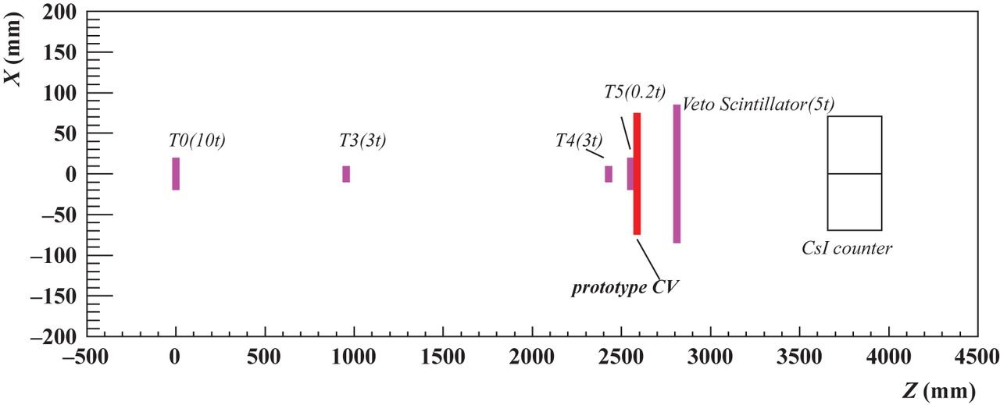 X (mm)
200
150
100
50
0
–50
–100
–150
–200
T0(10t)
T3(3t)
T4(3t)
T5(0.2t)
Veto Scintillator(5t)
CsI counter
prototype CV
–500 0 500 1000 1500 2000 2500 3000 3500 4000 4500
Z (mm)